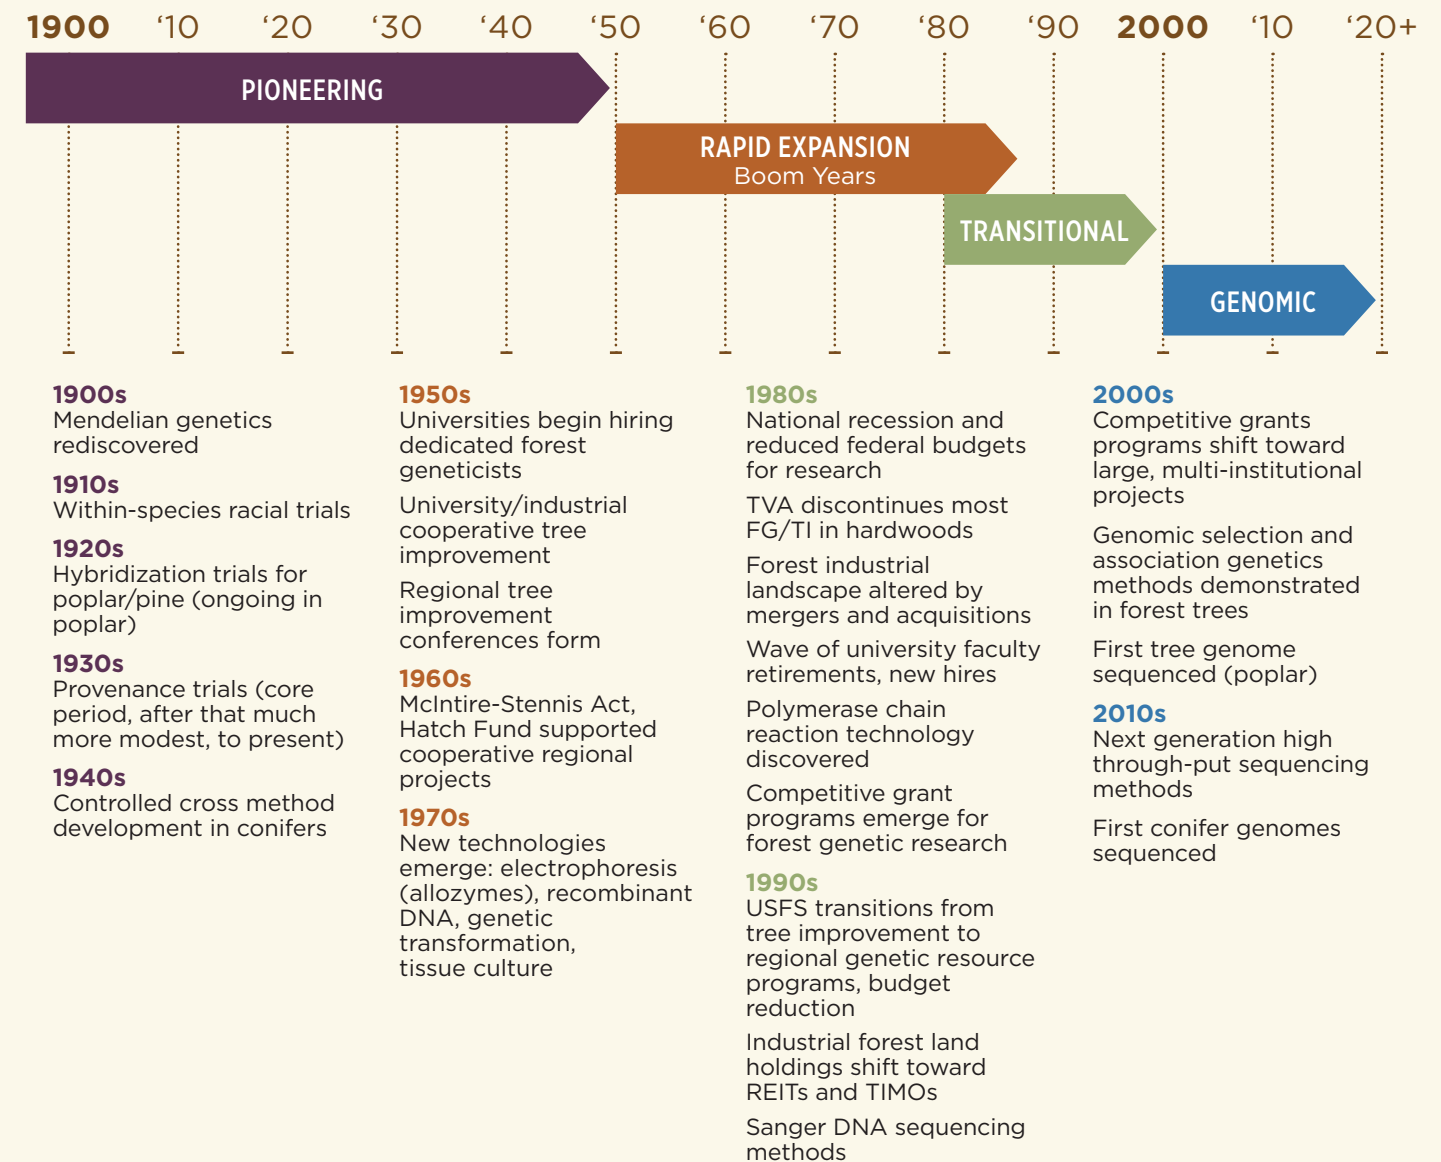 1900 ‘10 ‘20 ‘30 ‘40 ‘50 ‘60 ‘70 ‘80 ‘90 2000 ‘10 ‘20+
PIONEERING
RAPID EXPANSION
Boom Years
TRANSITIONAL
GENOMIC
1900s
Mendelian genetics
rediscovered
1910s
Within-species racial trials
1920s
Hybridization trials for
poplar/pine (ongoing in
poplar)
1930s
Provenance trials (core
period, after that much
more modest, to present)
1940s
Controlled cross method
development in conifers
1950s
Universities begin hiring
dedicated forest
geneticists
University/industrial
cooperative tree
improvement
Regional tree
improvement
conferences form
1960s
McIntire-Stennis Act,
Hatch Fund supported
cooperative regional
projects
1970s
New technologies
emerge: electrophoresis
(allozymes), recombinant
DNA, genetic
transformation,
tissue culture
1980s
National recession and
reduced federal budgets
for research
TVA discontinues most
FG/TI in hardwoods
Forest industrial
landscape altered by
mergers and acquisitions
Wave of university faculty
retirements, new hires
Polymerase chain
reaction technology
discovered
Competitive grant
programs emerge for
forest genetic research
1990s
USFS transitions from
tree improvement to
regional genetic resource
programs, budget
reduction
Industrial forest land
holdings shift toward
REITs and TIMOs
Sanger DNA sequencing
methods
2000s
Competitive grants
programs shift toward
large, multi-institutional
projects
Genomic selection and
association genetics
methods demonstrated
in forest trees
First tree genome
sequenced (poplar)
2010s
Next generation high
through-put sequencing
methods
First conifer genomes
sequenced